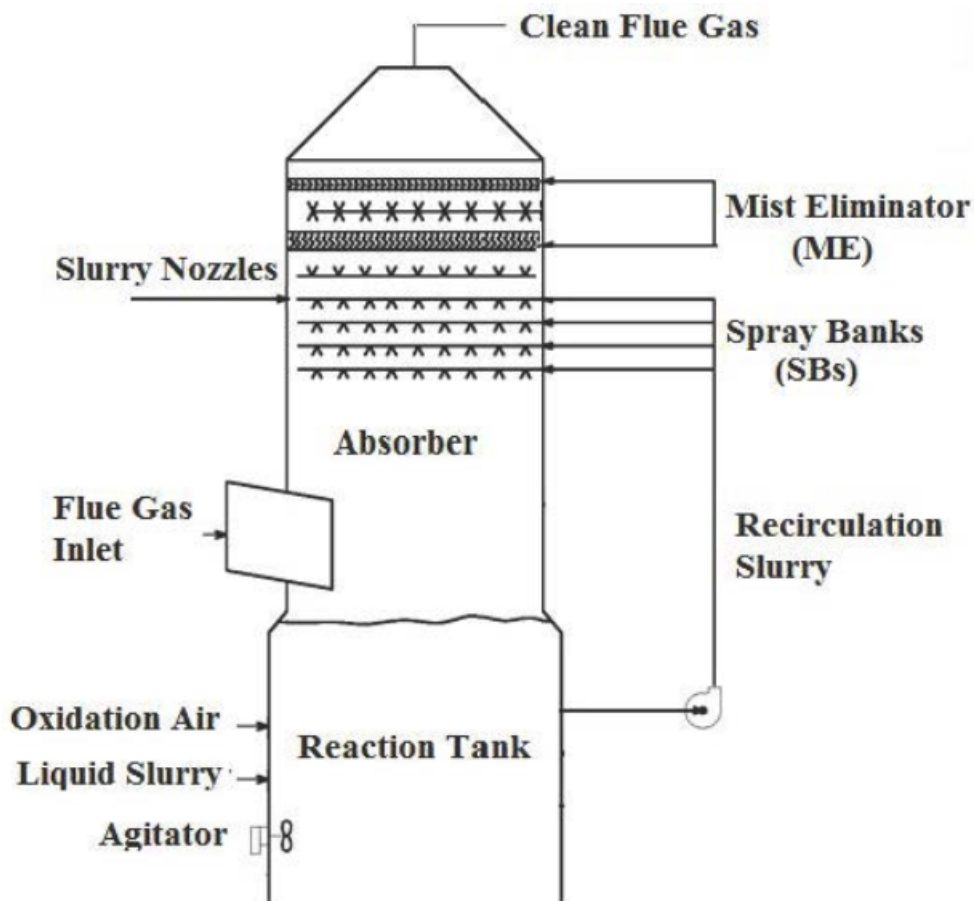 Clean Flue Gas
Mist Eliminator
(ME)
Slurry Nozzles
Spray Banks
(SBs)
Absorber
Flue Gas
Inlet
Recirculation
Slurry
Oxidation Air
Reaction Tank
Liquid Slurry
Agitator